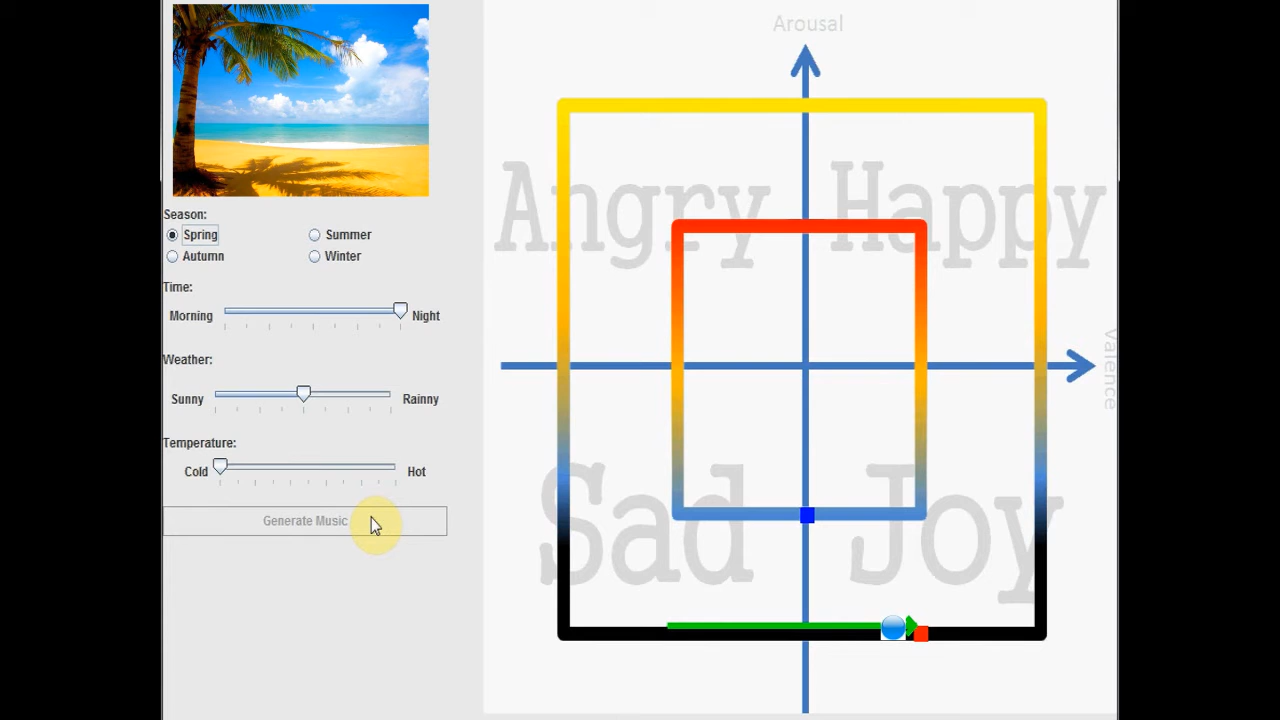 Season:
Spring
Summer
Autumn
Winter
Time:
Morning
Night
Weather:
Sunny
Rainny
Temperature:
Cold
Hot
Generate Music
Arousal
Angry
Happy
Valence
Sad
Joy